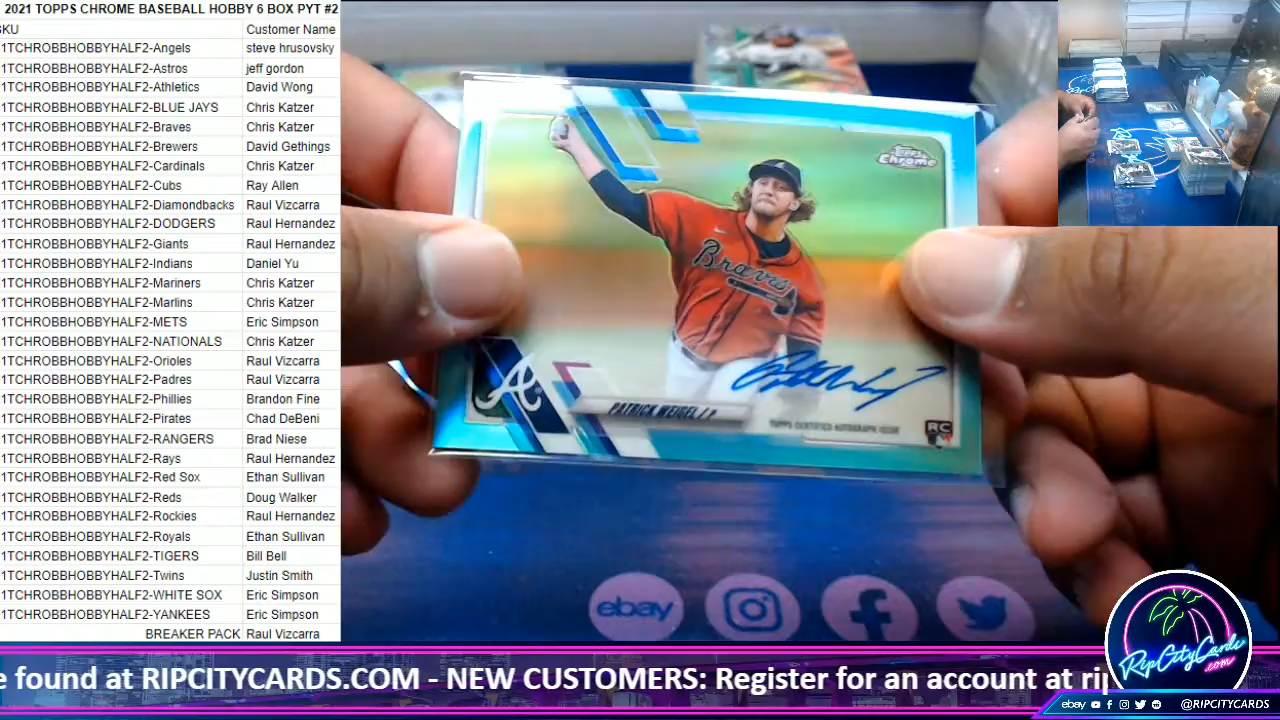 2021 TOPPS CHROME BASEBALL HOBBY 6 BOX PYT #2
KU Customer Name
1TCHROBBHOBBYHALF2-Angels steve hrusovsky
1TCHROBBHOBBYHALF2-Astros jeff gordon
1TCHROBBHOBBYHALF2-Athletics David Wong
1TCHROBBHOBBYHALF2-BLUE JAYS Chris Katzer
1TCHROBBHOBBYHALF2-Braves Chris Katzer
1TCHROBBHOBBYHALF2-Brewers David Gethings
1TCHROBBHOBBYHALF2-Cardinals Chris Katzer
1TCHROBBHOBBYHALF2-Cubs Ray Allen
1TCHROBBHOBBYHALF2-Diamondbacks Raul Vizcarra
1TCHROBBHOBBYHALF2-DODGERS Raul Hernandez
1TCHROBBHOBBYHALF2-Giants Raul Hernandez
1TCHROBBHOBBYHALF2-Indians Daniel Yu
1TCHROBBHOBBYHALF2-Mariners Chris Katzer
1TCHROBBHOBBYHALF2-Marlins Chris Katzer
1TCHROBBHOBBYHALF2-METS Eric Simpson
1TCHROBBHOBBYHALF2-NATIONALS Chris Katzer
1TCHROBBHOBBYHALF2-Orioles Raul Vizcarra
1TCHROBBHOBBYHALF2-Padres Raul Vizcarra
1TCHROBBHOBBYHALF2-Phillies Brandon Fine
1TCHROBBHOBBYHALF2-Pirates Chad DeBeni
1TCHROBBHOBBYHALF2-RANGERS Brad Niese
1TCHROBBHOBBYHALF2-Rays Raul Hernandez
1TCHROBBHOBBYHALF2-Red Sox Ethan Sullivan
1TCHROBBHOBBYHALF2-Reds Doug Walker
1TCHROBBHOBBYHALF2-Rockies Raul Hernandez
1TCHROBBHOBBYHALF2-Royals Ethan Sullivan
1TCHROBBHOBBYHALF2-TIGERS Bill Bell
1TCHROBBHOBBYHALF2-Twins Justin Smith
1TCHROBBHOBBYHALF2-WHITE SOX Eric Simpson
1TCHROBBHOBBYHALF2-YANKEES Eric Simpson
BREAKER PACK Raul Vizcarra
Topps Chrome
Braves
A
PATRICK WEIGEL / P
TOPPS CERTIFIED AUTOGRAPH ISSUE
RC
ebay
e found at RIPCITYCARDS.COM - NEW CUSTOMERS: Register for an account at rip
RipCityCards
.com
ebay @RIPCITYCARDS